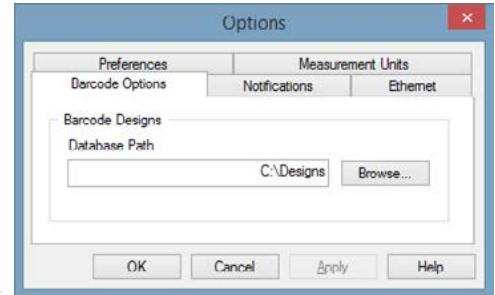 Options
Preferences Measurement Units
Barcode Options Notifications Ethernet
Barcode Designs
Database Path
C:\Designs Browse...
OK Cancel Apply Help